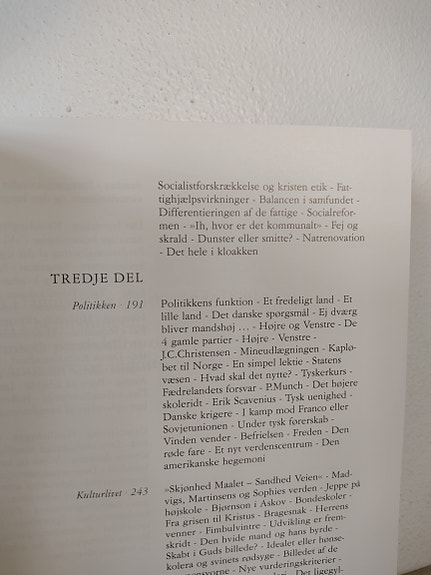 Socialistforskrækkelse og kristen etik - Fat-
tighjælpsvirkninger - Balancen i samfundet -
Differentieringen af de fattige - Socialrefor-
men - »Ih, hvor er det kommunalt« - Fej og
skrald - Dunster eller smitte? - Natrenovation
- Det hele i kloakken
TREDJE DEL
Politikken · 191
Politikkens funktion - Et fredeligt land - Et
lille land - Det danske spørgsmål - Ej dværg
bliver mandshøj ... - Højre og Venstre - De
4 gamle partier - Højre - Venstre -
J.C.Christensen - Mineudlægningen - Kaplø-
bet til Norge - En simpel lektie - Statens
væsen - Hvad skal det nytte? - Tyskerkurs -
Fædrelandets forsvar - P.Munch - Det højere
skoleridt - Erik Scavenius - Tysk uenighed -
Danske krigere - I kamp mod Franco eller
Sovjetunionen - Under tysk førerskab -
Vinden vender - Befrielsen - Freden - Den
røde fare - Et nyt verdenscentrum - Den
amerikanske hegemoni
Kulturlivet · 243
»Skjønhed Maalet – Sandhed Veien« - Mad-
vigs, Martinsens og Sophies verden - Jeppe på
højskole - Bjørnson i Askov - Bondeskoler -
Fra grisen til Kristus - Bragesnak - Herrens
venner - Fimbulvintre - Udvikling er frem-
skridt - Den hvide mand og hans byrde -
Skabt i Guds billede? - Idealet eller hønse-
kolera og svinets rødsyge - Billedet af de
- Nye vurderingskriterier -
- Det ligegyl-